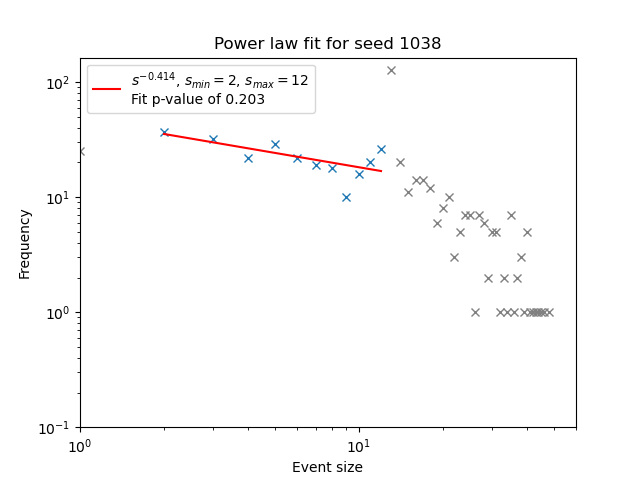 Power law fit for seed 1038
s^{-0.414}, s_{min} = 2, s_{max} = 12
Fit p-value of 0.203
Frequency
10^2
10^1
10^0
10^{-1}
10^0
10^1
Event size